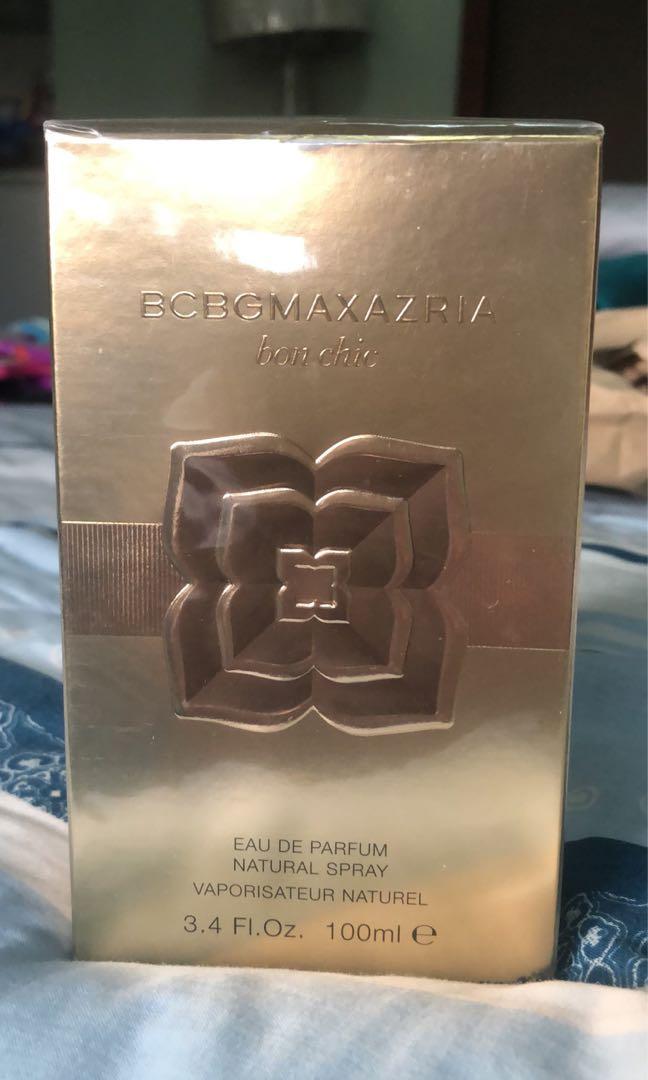 BCBGMAXAZRIA
bon chic
EAU DE PARFUM
NATURAL SPRAY
VAPORISATEUR NATUREL
3.4 Fl.Oz. 100ml ℮